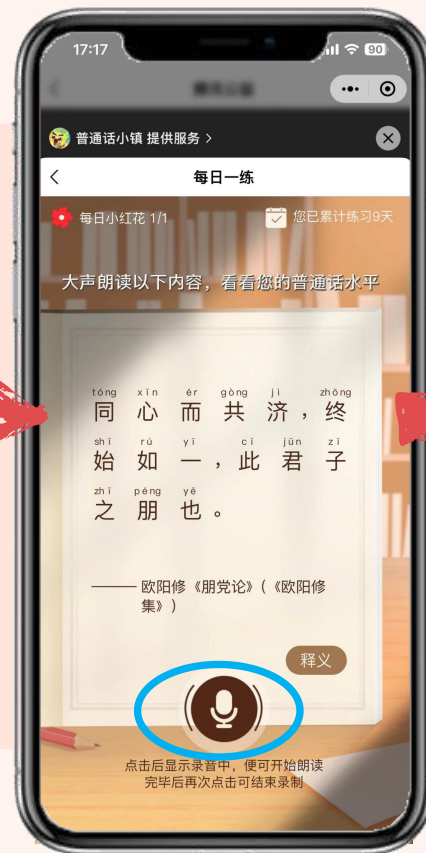 17:17
90
普通话小镇 提供服务 >
每日一练
每日小红花 1/1
您已累计练习9天
大声朗读以下内容，看看您的普通话水平
tóng xīn ér gòng jì zhōng
同心而共济，终
shǐ rú yī cǐ jūn zǐ
始如一，此君子
zhī péng yě
之朋也。
—— 欧阳修《朋党论》(《欧阳修
集》)
释义
点击后显示录音中，便可开始朗读
完毕后再次点击可结束录制